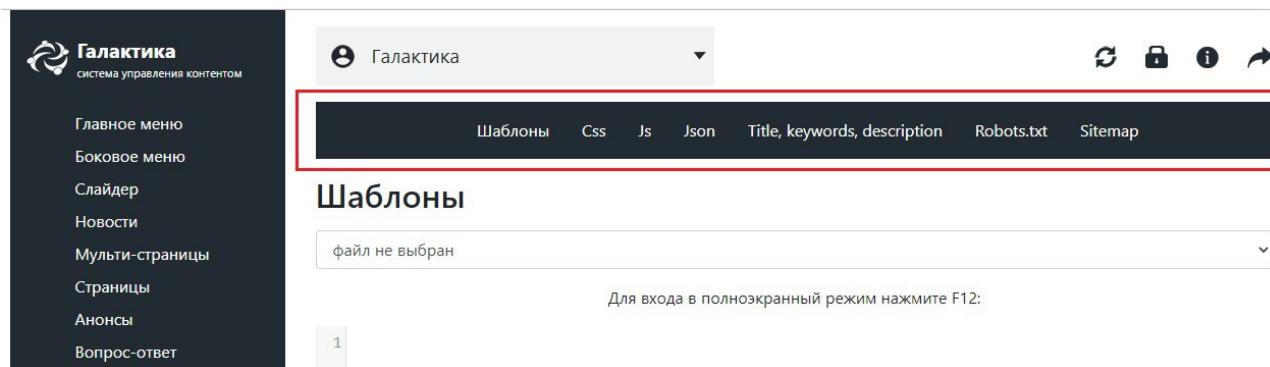 Галактика
система управления контентом
Главное меню
Боковое меню
Слайдер
Новости
Мульти-страницы
Страницы
Анонсы
Вопрос-ответ
Галактика
Шаблоны Css Js Json Title, keywords, description Robots.txt Sitemap
Шаблоны
файл не выбран
Для входа в полноэкранный режим нажмите F12:
1